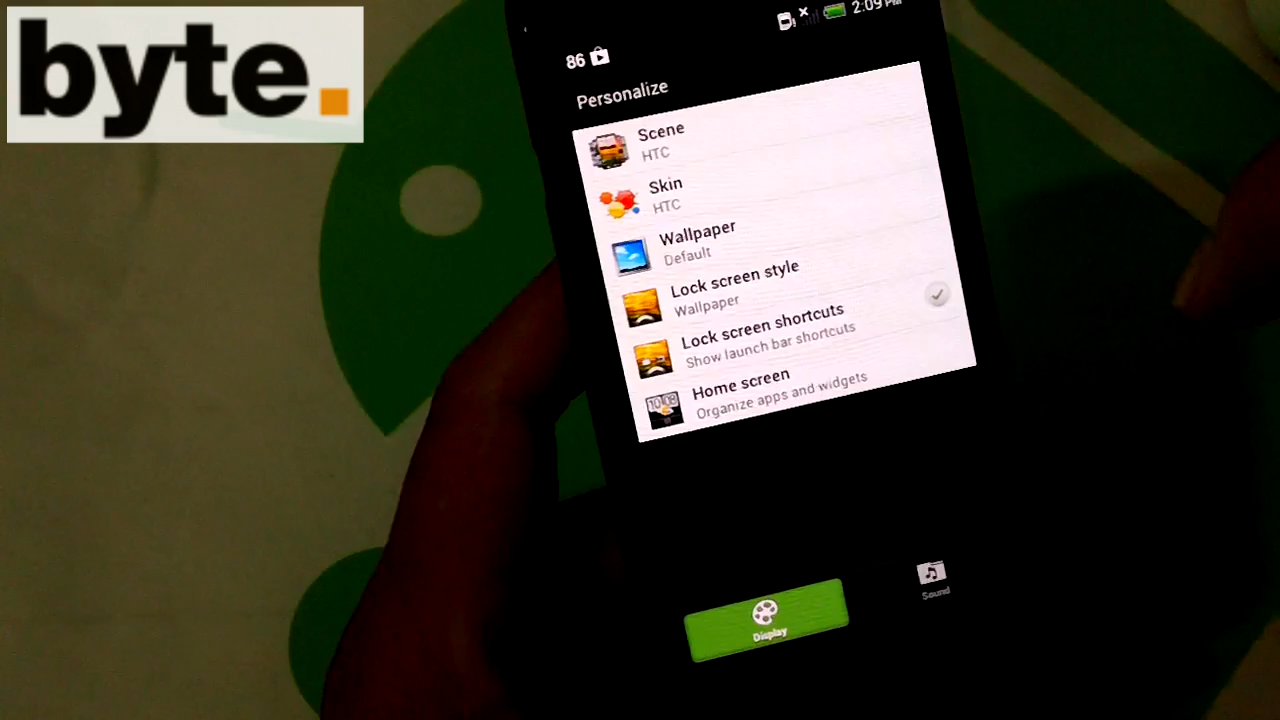 byte.
2:09 PM
86
Personalize
Scene
HTC
Skin
HTC
Wallpaper
Default
Lock screen style
Wallpaper
Lock screen shortcuts
Show launch bar shortcuts
Home screen
Organize apps and widgets
Display
Sound